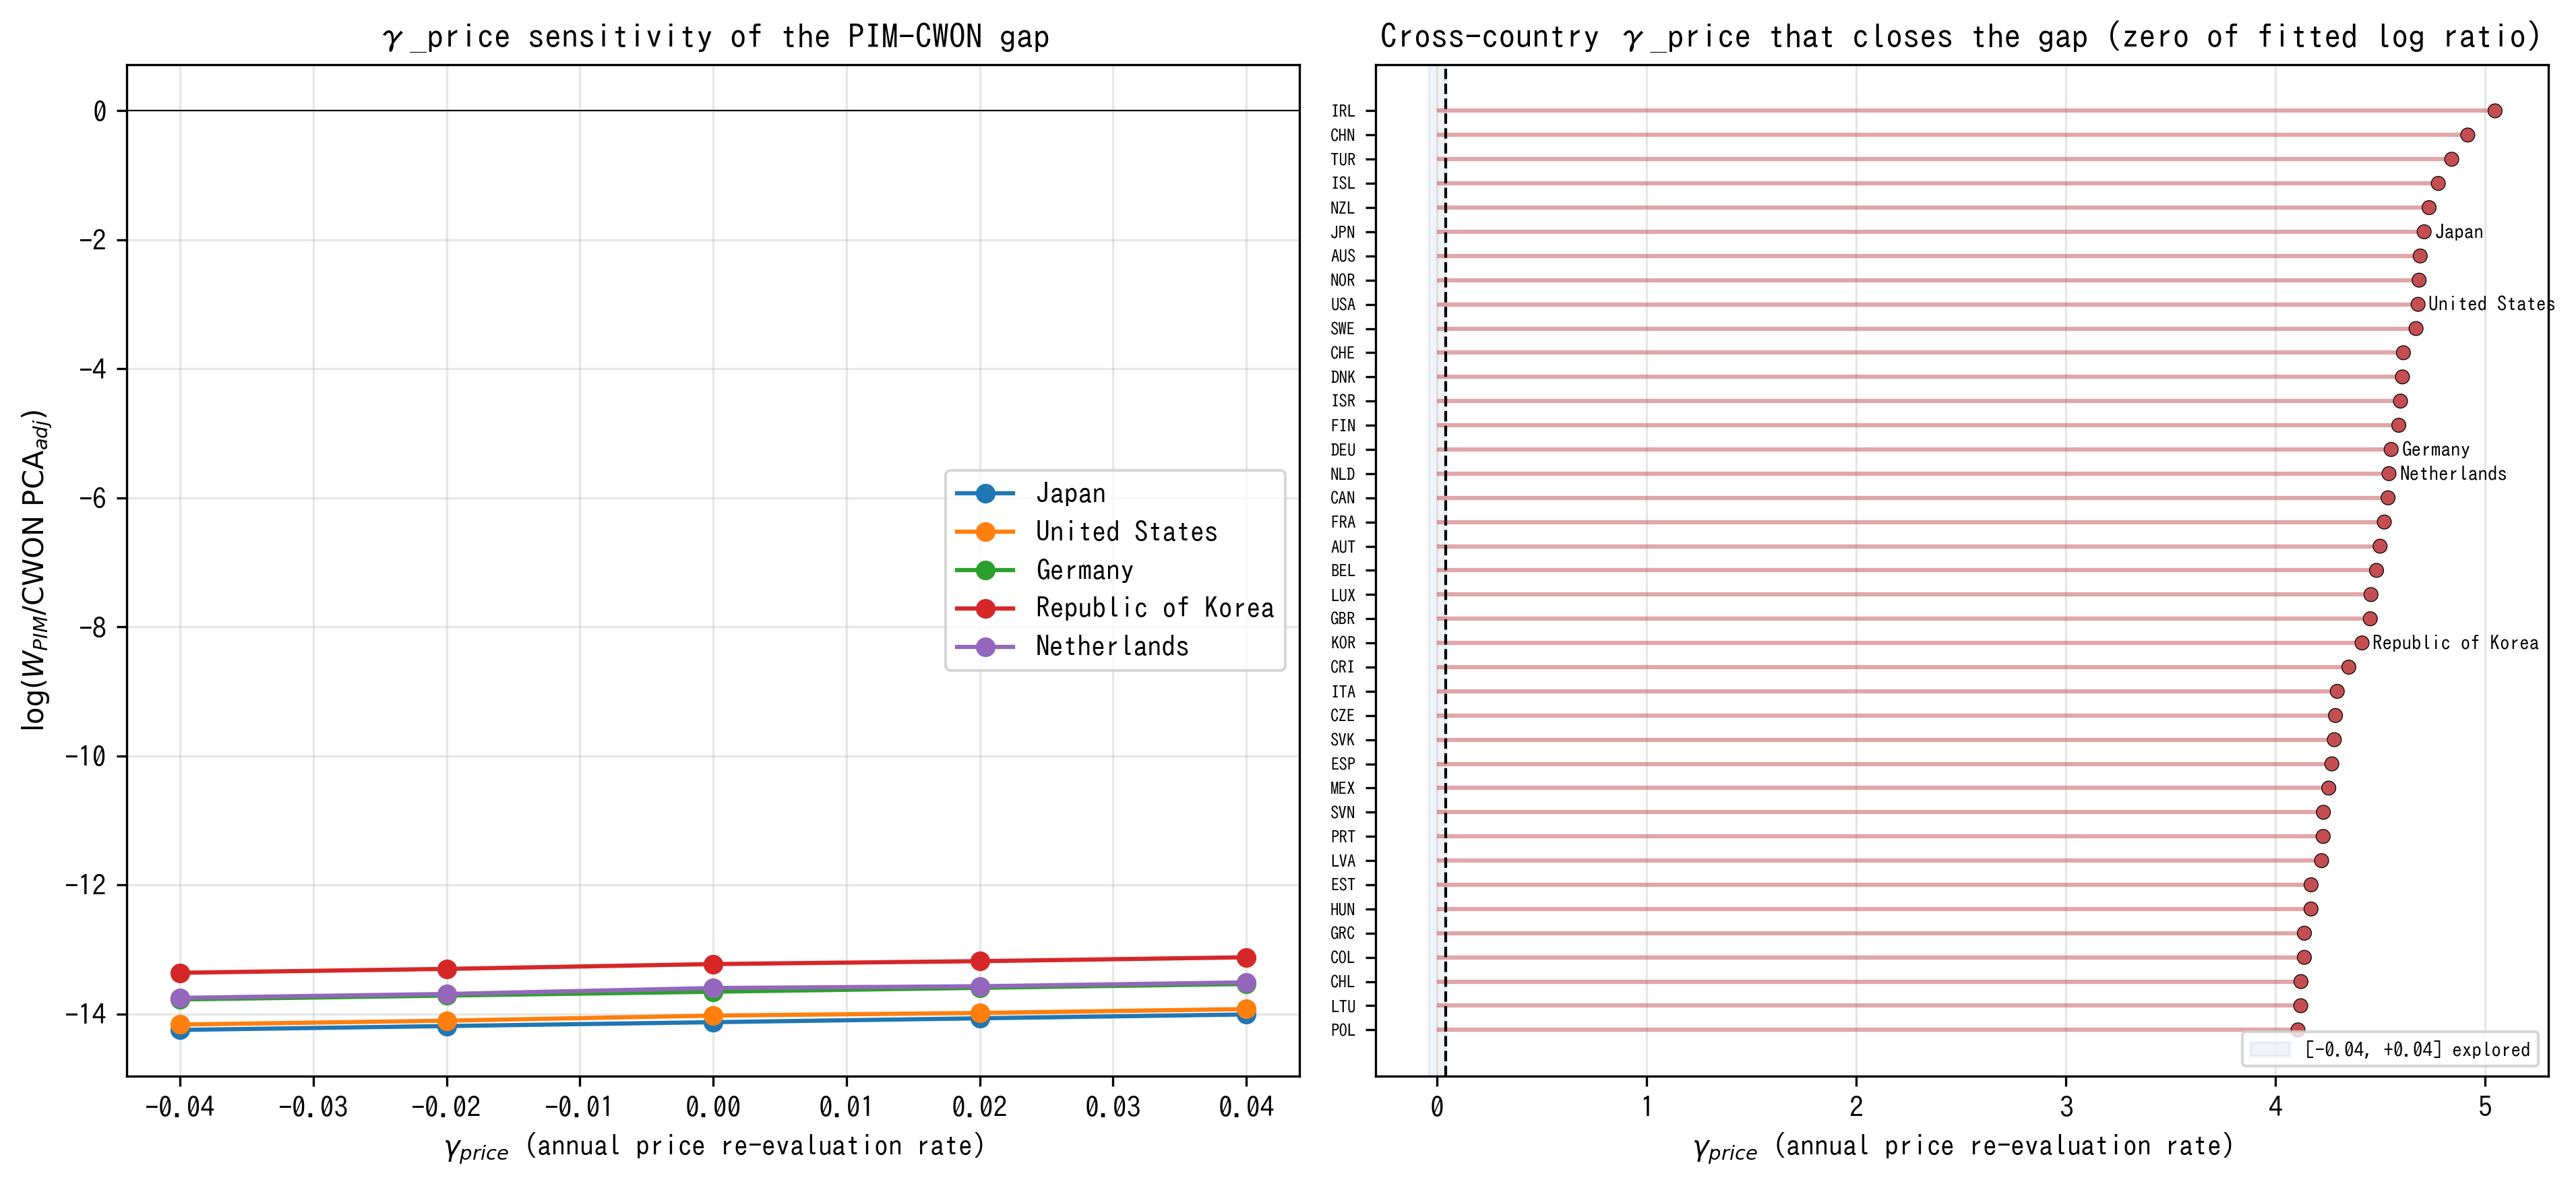 γ_price sensitivity of the PIM-CWON gap
0
-2
-4
-6
-8
-10
-12
-14
log(W_PIM/CWON PCA_adj)
Japan
United States
Germany
Republic of Korea
Netherlands
-0.04 -0.03 -0.02 -0.01 0.00 0.01 0.02 0.03 0.04
γ_price (annual price re-evaluation rate)
Cross-country γ_price that closes the gap (zero of fitted log ratio)
IRL
CHN
TUR
ISL
NZL
JPN Japan
AUS
NOR
USA United States
SWE
CHE
DNK
ISR
FIN
DEU Germany
NLD Netherlands
CAN
FRA
AUT
BEL
LUX
GBR
KOR Republic of Korea
CRI
ITA
CZE
SVK
ESP
MEX
SVN
PRT
LVA
EST
HUN
GRC
COL
CHL
LTU
POL
[-0.04, +0.04] explored
0 1 2 3 4 5
γ_price (annual price re-evaluation rate)